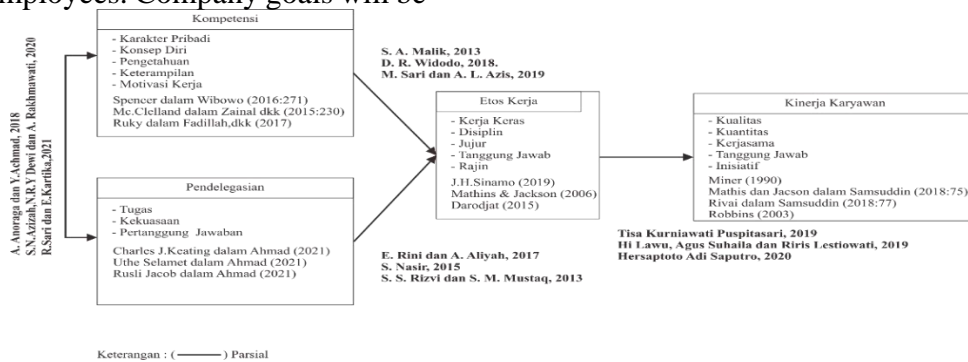 mployees. Company goals will be
Kompetensi
- Karakter Pribadi
- Konsep Diri
- Pengetahuan
- Keterampilan
- Motivasi Kerja
Spencer dalam Wibowo (2016:271)
Mc.Clelland dalam Zainal dkk (2015:230)
Ruky dalam Fadillah,dkk (2017)
A. Anoraga dan Y.Achmad, 2018
S.N.Azizah,N.R.Y Dewi dan A. Rakhmawati, 2020
R.Sari dan E.Kartika,2021
Pendelegasian
- Tugas
- Kekuasaan
- Pertanggung Jawaban
Charles J.Keating dalam Ahmad (2021)
Uthe Selamet dalam Ahmad (2021)
Rusli Jacob dalam Ahmad (2021)
S. A. Malik, 2013
D. R. Widodo, 2018.
M. Sari dan A. L. Azis, 2019
Etos Kerja
- Kerja Keras
- Disiplin
- Jujur
- Tanggung Jawab
- Rajin
J.H.Sinamo (2019)
Mathins & Jackson (2006)
Darodjat (2015)
E. Rini dan A. Aliyah, 2017
S. Nasir, 2015
S. S. Rizvi dan S. M. Mustaq, 2013
Kinerja Karyawan
- Kualitas
- Kuantitas
- Kerjasama
- Tanggung Jawab
- Inisiatif
Miner (1990)
Mathis dan Jacson dalam Samsuddin (2018:75)
Rivai dalam Samsuddin (2018:77)
Robbins (2003)
Tisa Kurniawati Puspitasari, 2019
Hi Lawu, Agus Suhaila dan Riris Lestiowati, 2019
Hersaptoto Adi Saputro, 2020
Keterangan : ( ——— ) Parsial